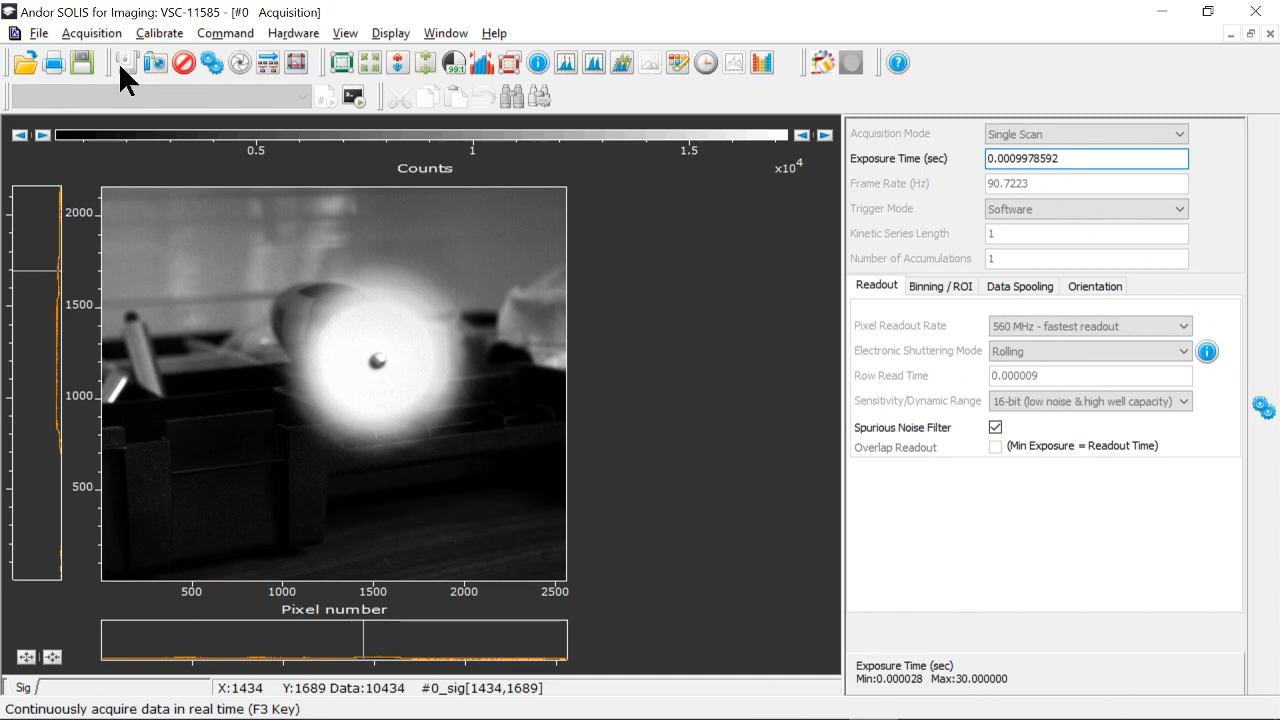 Andor SOLIS for Imaging: VSC-11585 - [#0 Acquisition]
File Acquisition Calibrate Command Hardware View Display Window Help
99:1
0.5 1 1.5
Counts x10^4
2000
1500
1000
500
500 1000 1500 2000 2500
Pixel number
Acquisition Mode Single Scan
Exposure Time (sec) 0.0009978592
Frame Rate (Hz) 90.7223
Trigger Mode Software
Kinetic Series Length 1
Number of Accumulations 1
Readout Binning / ROI Data Spooling Orientation
Pixel Readout Rate 560 MHz - fastest readout
Electronic Shuttering Mode Rolling
Row Read Time 0.000009
Sensitivity/Dynamic Range 16-bit (low noise & high well capacity)
Spurious Noise Filter
Overlap Readout (Min Exposure = Readout Time)
Exposure Time (sec)
Min:0.000028 Max:30.000000
Sig X:1434 Y:1689 Data:10434 #0_sig[1434,1689]
Continuously acquire data in real time (F3 Key)